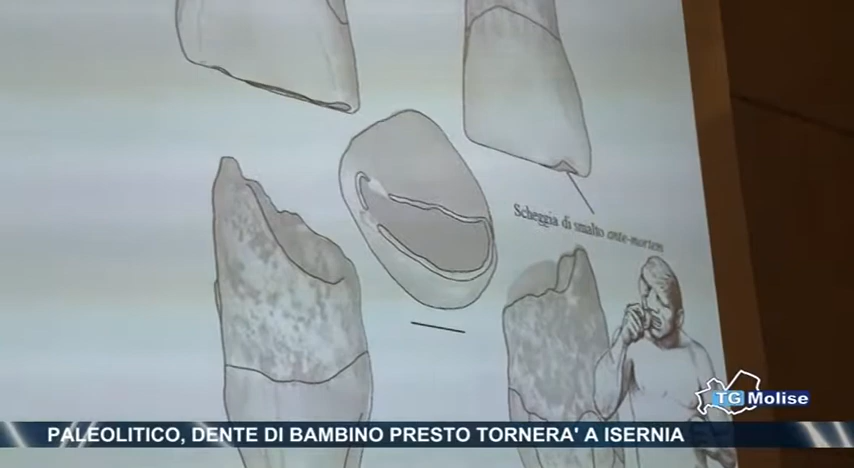 Scheggia di smalto ante-mortem
TG Molise
PALEOLITICO, DENTE DI BAMBINO PRESTO TORNERA' A ISERNIA